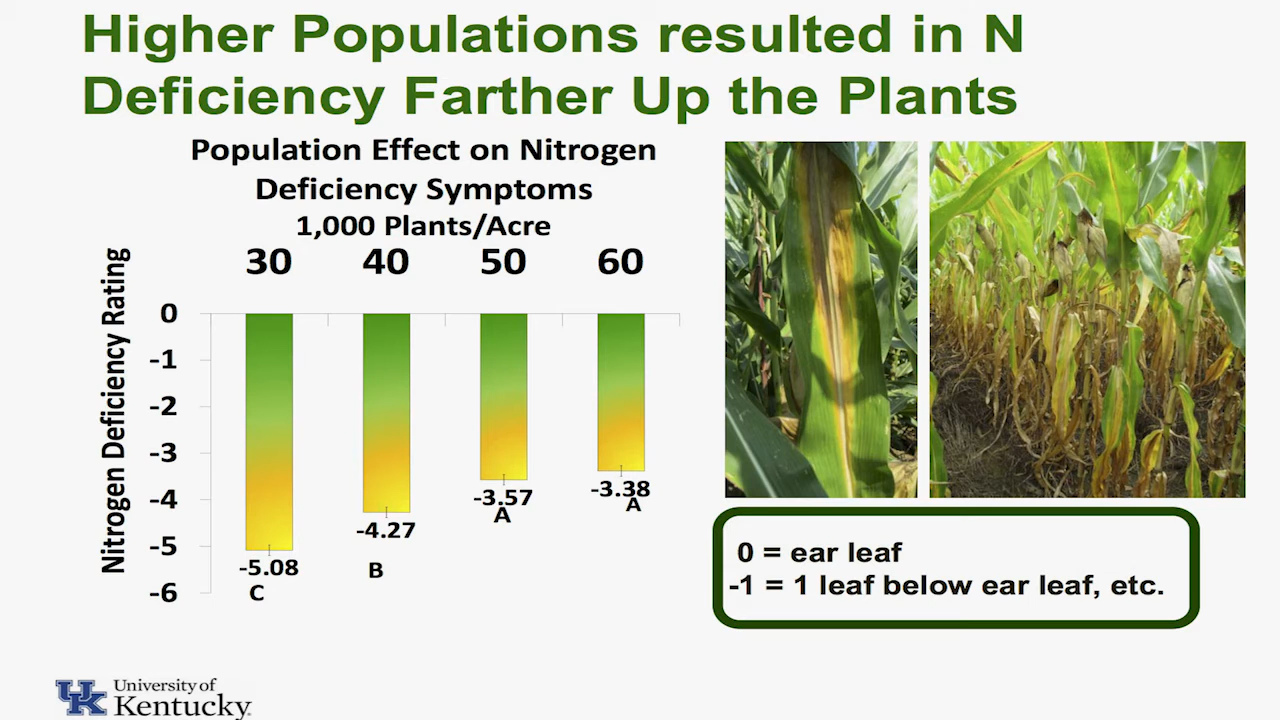 Higher Populations resulted in N
Deficiency Farther Up the Plants
Population Effect on Nitrogen
Deficiency Symptoms
1,000 Plants/Acre
30 40 50 60
Nitrogen Deficiency Rating
0
-1
-2
-3
-4
-5
-6
-5.08
C
-4.27
B
-3.57
A
-3.38
A
0 = ear leaf
-1 = 1 leaf below ear leaf, etc.
UK
University of
Kentucky